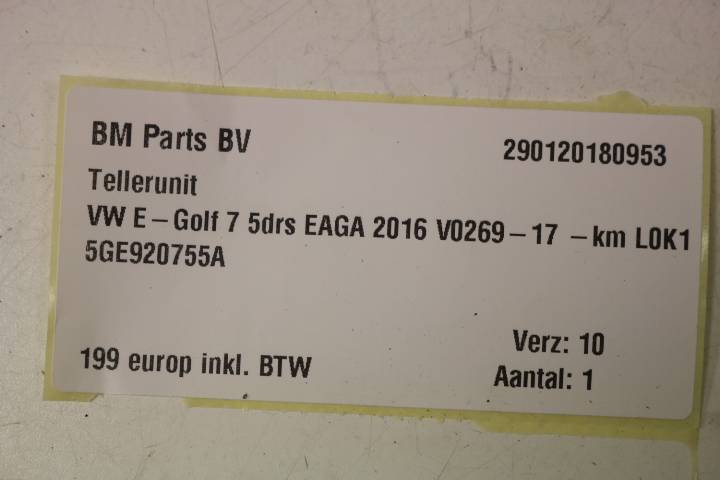 BM Parts BV 290120180953
Tellerunit
VW E-Golf 7 5drs EAGA 2016 V0269-17 -km L0K1
5GE920755A
Verz: 10
199 europ inkl. BTW
Aantal: 1